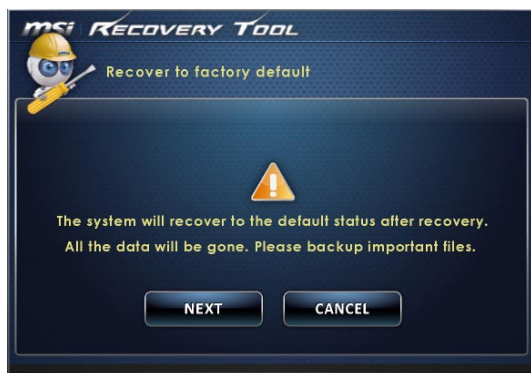 msi RECOVERY TOOL
Recover to factory default
The system will recover to the default status after recovery.
All the data will be gone. Please backup important files.
NEXT CANCEL